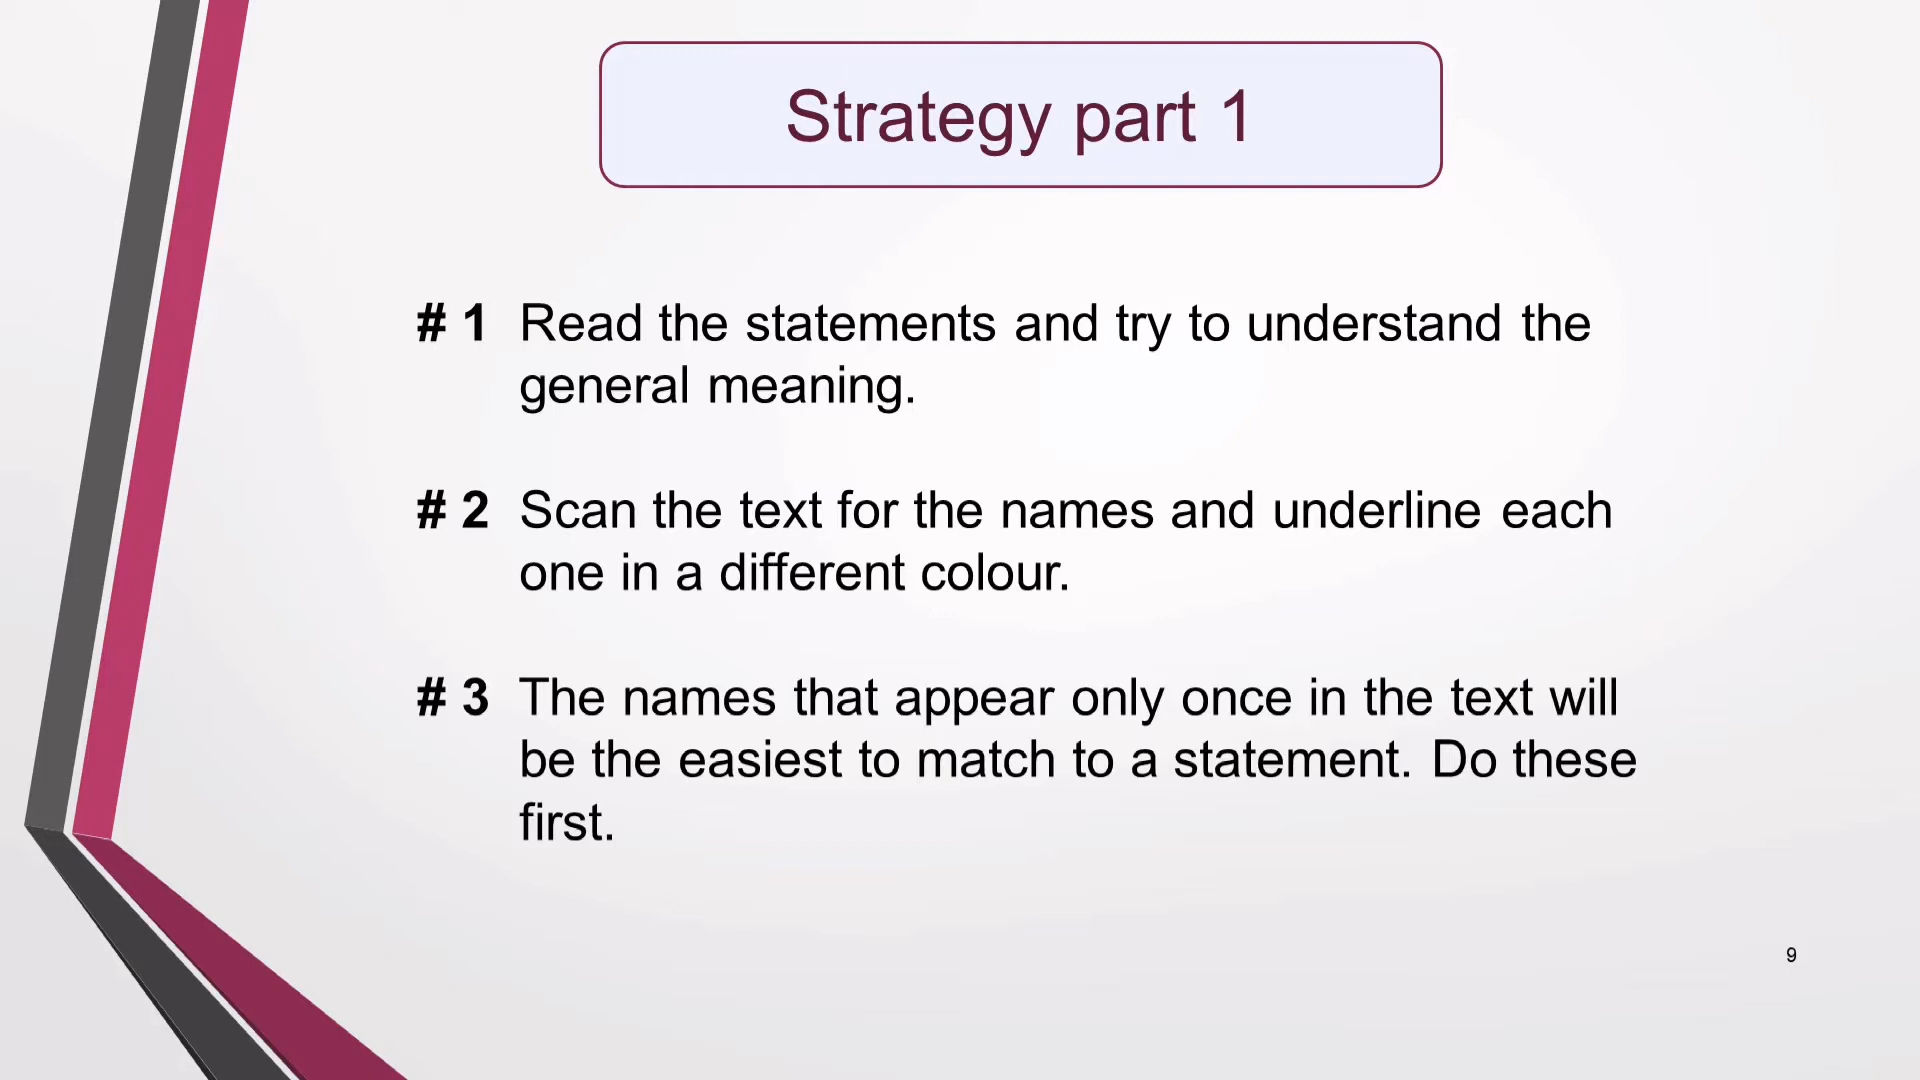 Strategy part 1
# 1 Read the statements and try to understand the
general meaning.
# 2 Scan the text for the names and underline each
one in a different colour.
# 3 The names that appear only once in the text will
be the easiest to match to a statement. Do these
first.
9